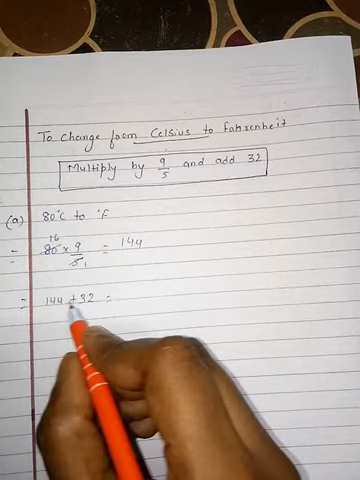 To change from Celsius to Fahrenheit
Multiply by 9/5 and add 32
(a) 80°C to °F
= 80 16 × 9/5 1 = 144
= 144 + 32 =